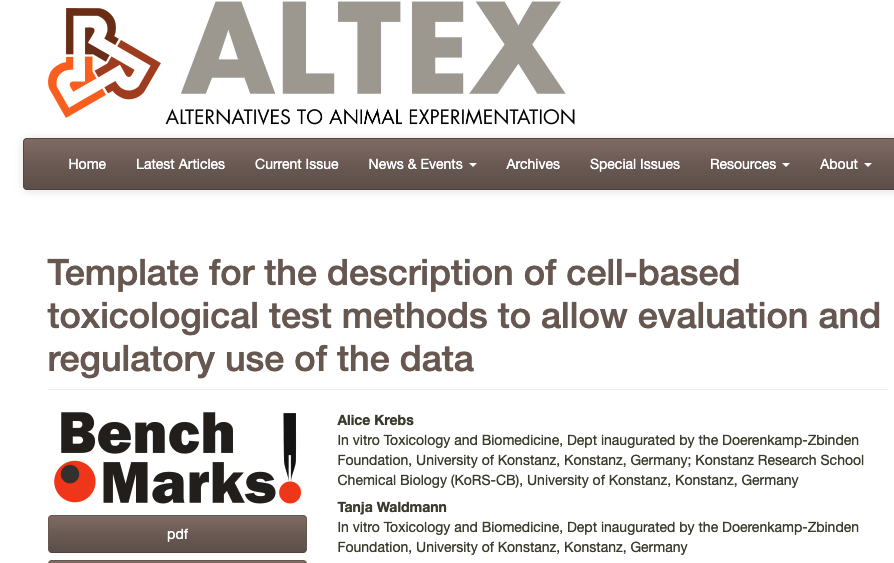 ALTEX
ALTERNATIVES TO ANIMAL EXPERIMENTATION
Home Latest Articles Current Issue News & Events Archives Special Issues Resources About
Template for the description of cell-based
toxicological test methods to allow evaluation and
regulatory use of the data
Bench
Marks!
pdf
Alice Krebs
In vitro Toxicology and Biomedicine, Dept inaugurated by the Doerenkamp-Zbinden
Foundation, University of Konstanz, Konstanz, Germany; Konstanz Research School
Chemical Biology (KoRS-CB), University of Konstanz, Konstanz, Germany
Tanja Waldmann
In vitro Toxicology and Biomedicine, Dept inaugurated by the Doerenkamp-Zbinden
Foundation, University of Konstanz, Konstanz, Germany